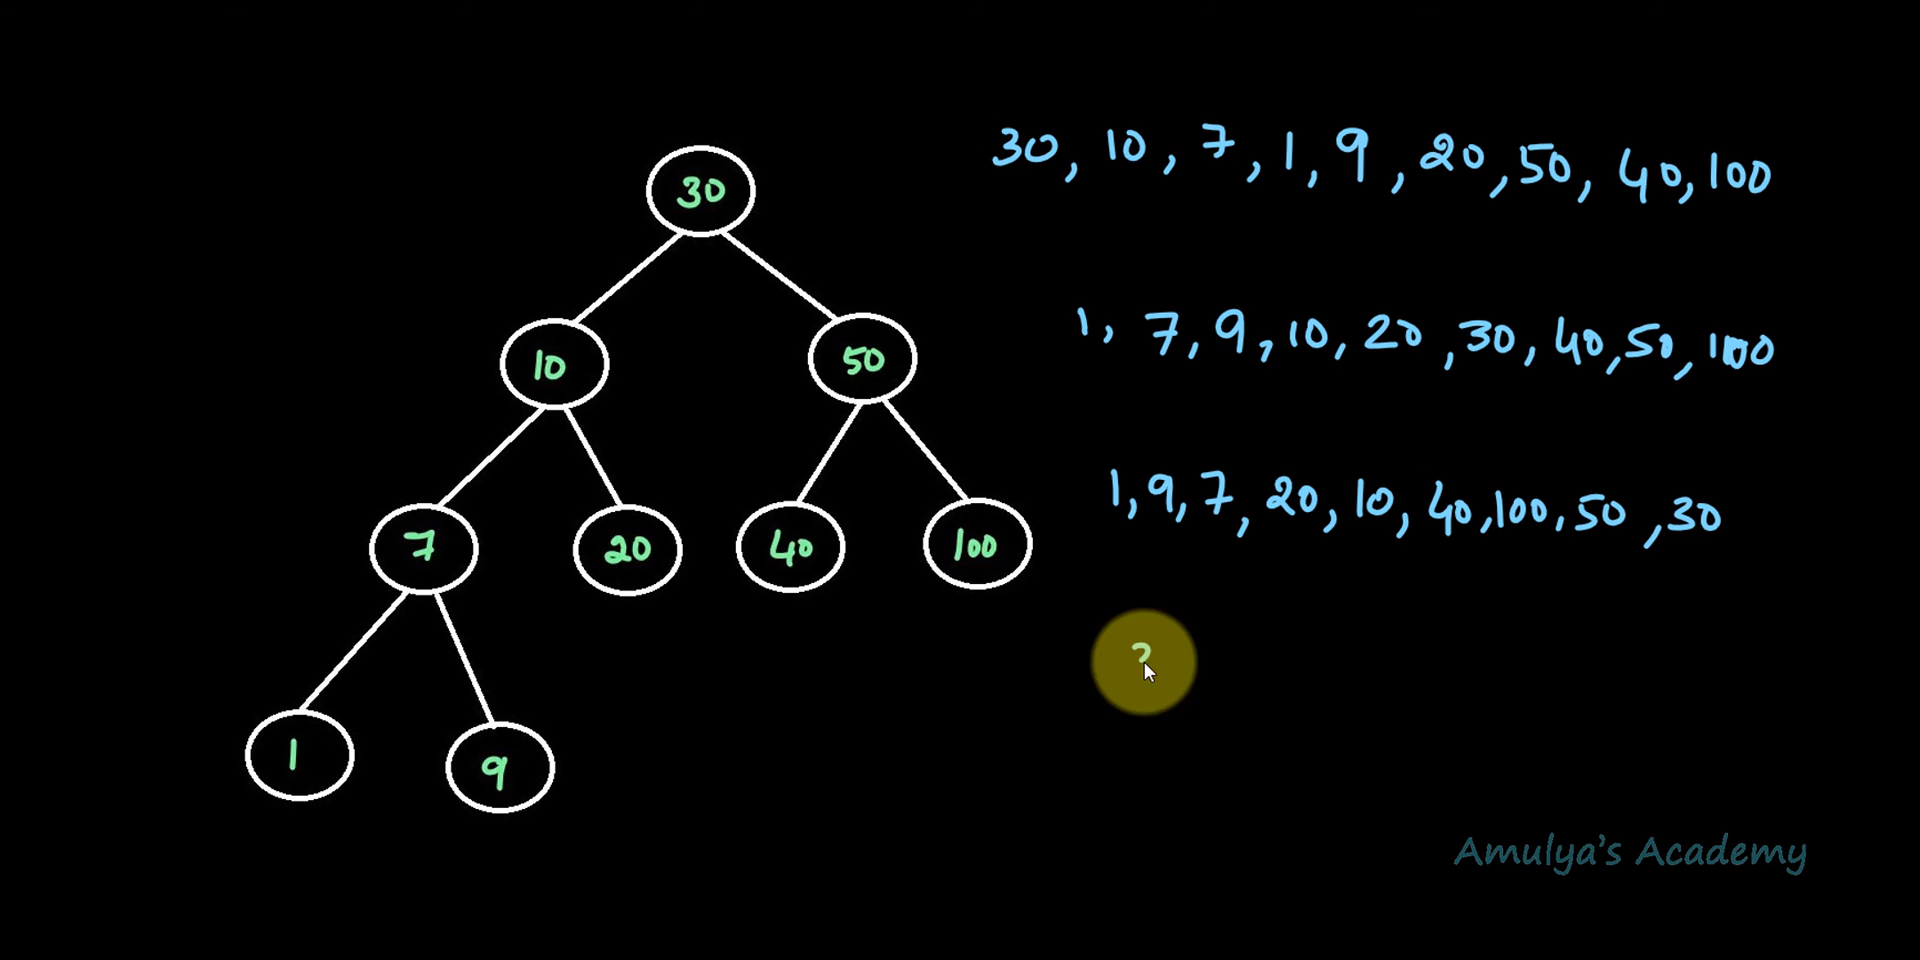 30, 10, 7, 1, 9, 20, 50, 40, 100
30
1, 7, 9, 10, 20, 30, 40, 50, 100
10
50
1, 9, 7, 20, 10, 40, 100, 50, 30
7
20
40
100
1
9
Amulya's Academy